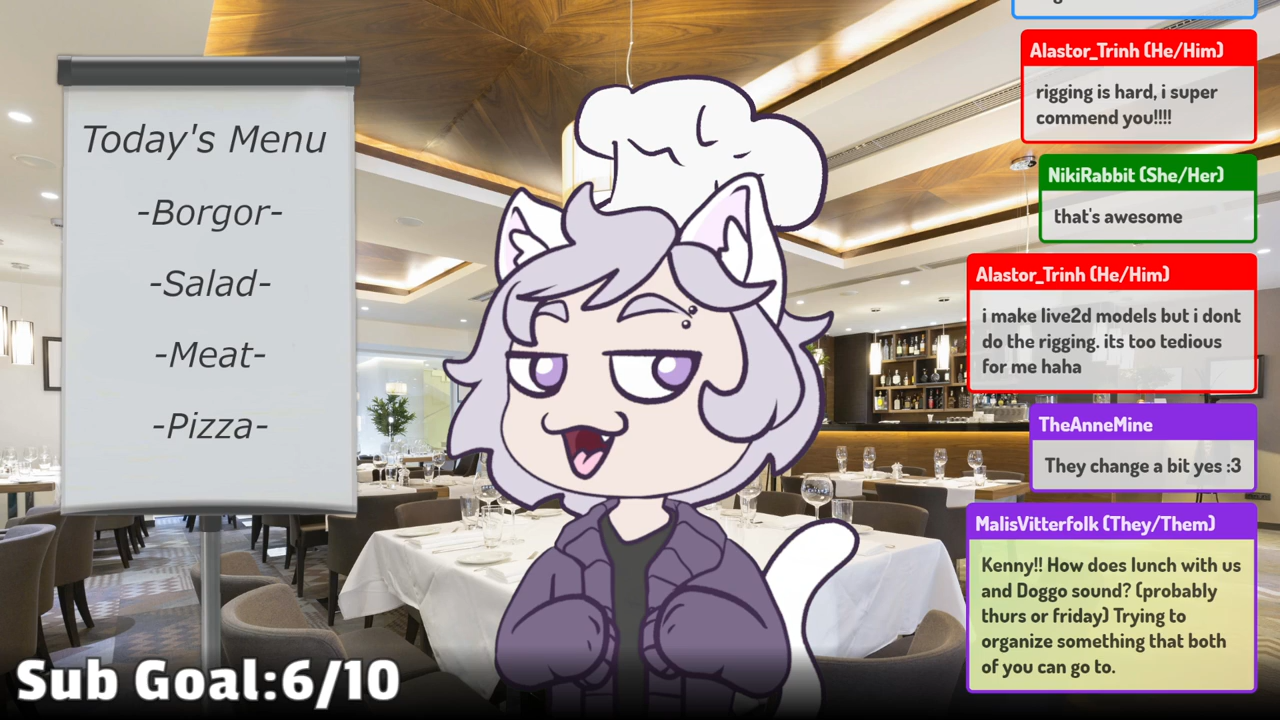 Today's Menu
-Borgor-
-Salad-
-Meat-
-Pizza-
Sub Goal:6/10
Alastor_Trinh (He/Him)
rigging is hard, i super
commend you!!!!
NikiRabbit (She/Her)
that's awesome
Alastor_Trinh (He/Him)
i make live2d models but i dont
do the rigging. its too tedious
for me haha
TheAnneMine
They change a bit yes :3
MalisVitterfolk (They/Them)
Kenny!! How does lunch with us
and Doggo sound? (probably
thurs or friday) Trying to
organize something that both
of you can go to.